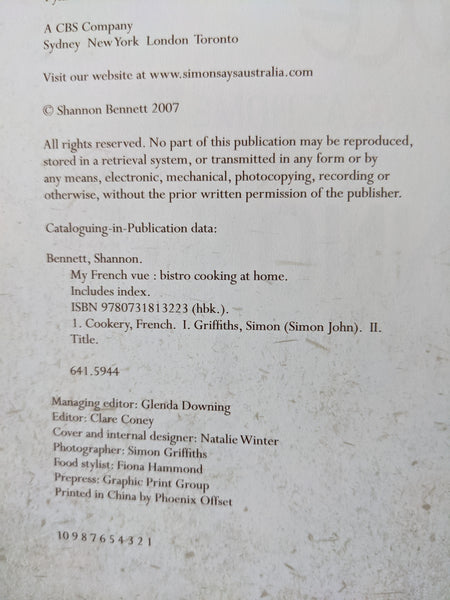 A CBS Company
Sydney New York London Toronto
Visit our website at www.simonsaysaustralia.com
© Shannon Bennett 2007
All rights reserved. No part of this publication may be reproduced,
stored in a retrieval system, or transmitted in any form or by
any means, electronic, mechanical, photocopying, recording or
otherwise, without the prior written permission of the publisher.
Cataloguing-in-Publication data:
Bennett, Shannon.
My French vue : bistro cooking at home.
Includes index.
ISBN 9780731813223 (hbk.).
1. Cookery, French. I. Griffiths, Simon (Simon John). II.
Title.
641.5944
Managing editor: Glenda Downing
Editor: Clare Coney
Cover and internal designer: Natalie Winter
Photographer: Simon Griffiths
Food stylist: Fiona Hammond
Prepress: Graphic Print Group
Printed in China by Phoenix Offset
10 9 8 7 6 5 4 3 2 1